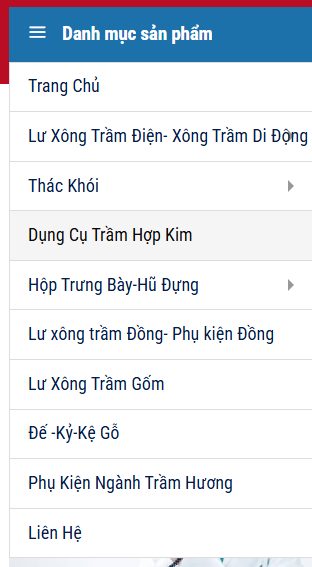 Danh mục sản phẩm
Trang Chủ
Lư Xông Trầm Điện- Xông Trầm Di Động
Thác Khói
Dụng Cụ Trầm Hợp Kim
Hộp Trưng Bày-Hũ Đựng
Lư xông trầm Đồng- Phụ kiện Đồng
Lư Xông Trầm Gốm
Đế -Kỷ-Kệ Gỗ
Phụ Kiện Ngành Trầm Hương
Liên Hệ